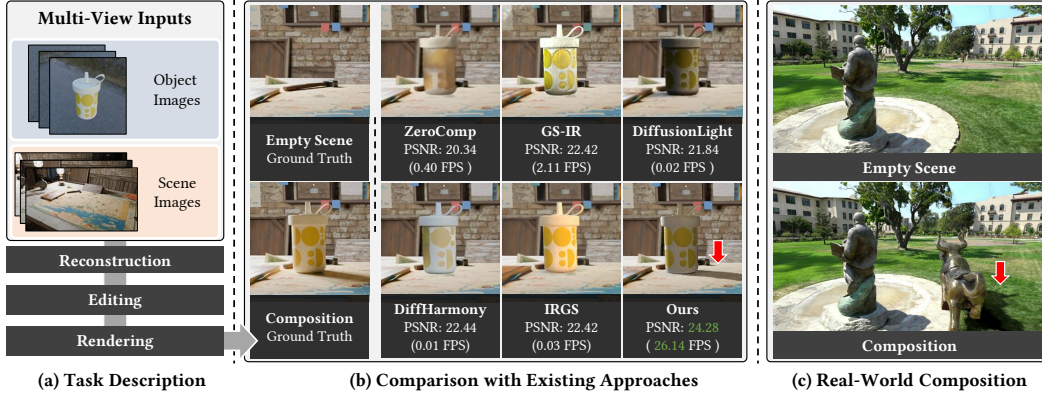 Multi-View Inputs
Object
Images
Scene
Images
Reconstruction
Editing
Rendering
(a) Task Description
Empty Scene
Ground Truth
ZeroComp
PSNR: 20.34
(0.40 FPS )
GS-IR
PSNR: 22.42
(2.11 FPS)
DiffusionLight
PSNR: 21.84
(0.02 FPS )
Composition
Ground Truth
DiffHarmony
PSNR: 22.44
(0.01 FPS)
IRGS
PSNR: 22.42
(0.03 FPS)
Ours
PSNR: 24.28
( 26.14 FPS )
(b) Comparison with Existing Approaches
Empty Scene
Composition
(c) Real-World Composition